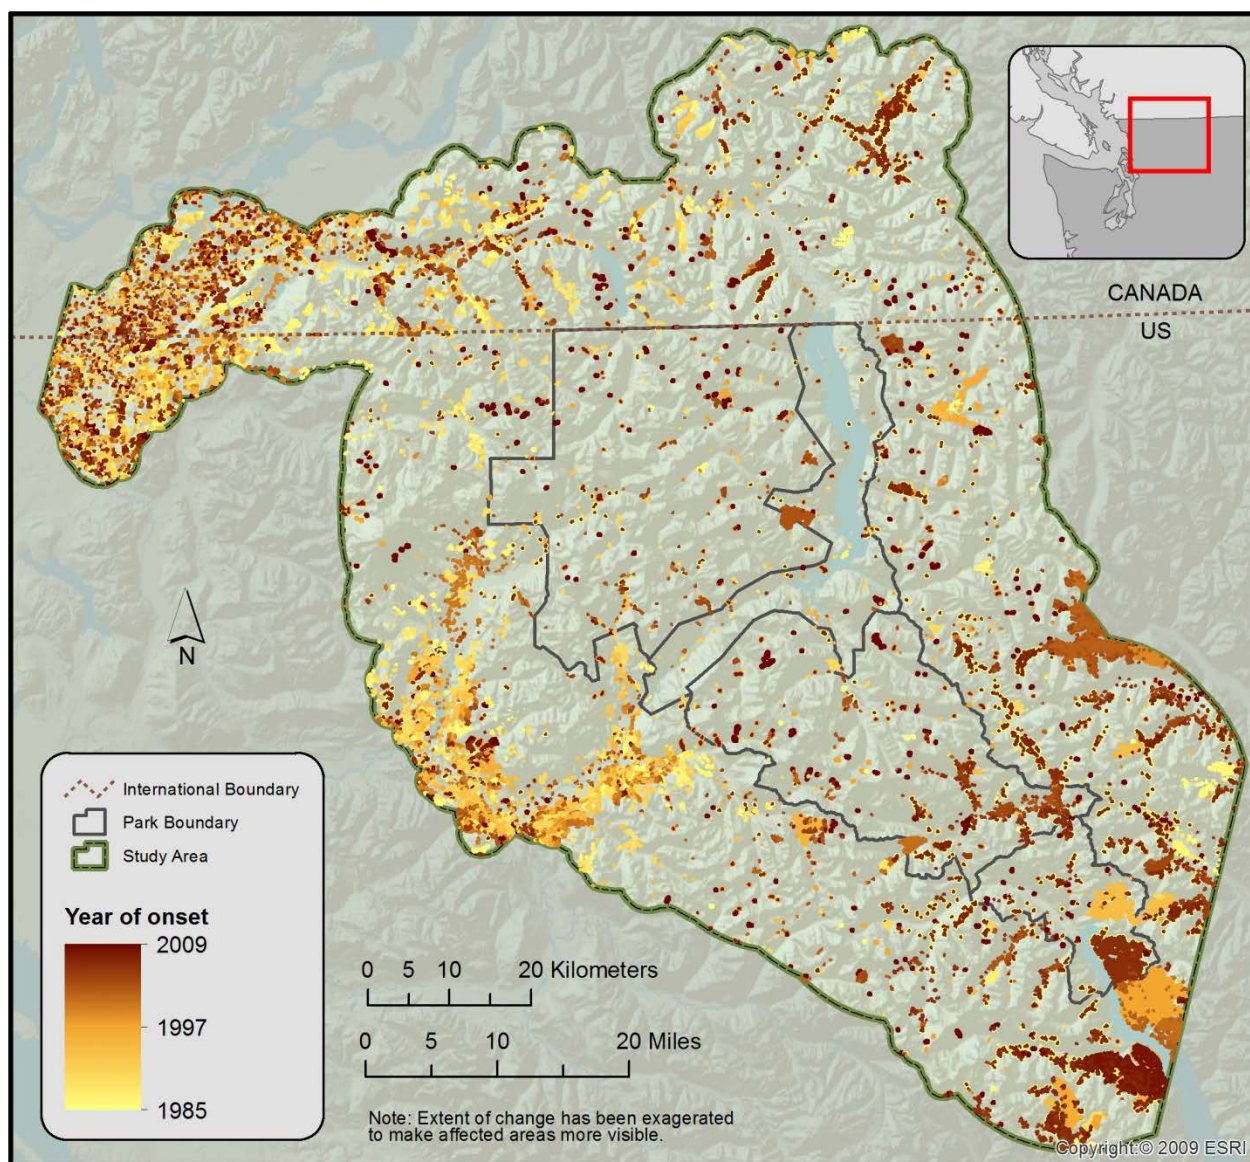 CANADA
US
N
International Boundary
Park Boundary
Study Area
Year of onset
2009
1997
1985
0 5 10 20 Kilometers
0 5 10 20 Miles
Note: Extent of change has been exagerated
to make affected areas more visible.
Copyright:© 2009 ESRI